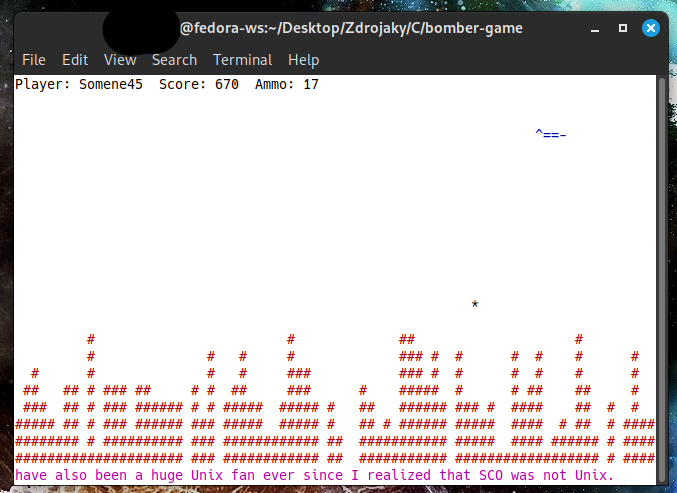 @fedora-ws:~/Desktop/Zdrojaky/C/bomber-game
File Edit View Search Terminal Help
Player: Somene45 Score: 670 Ammo: 17
have also been a huge Unix fan ever since I realized that SCO was not Unix.